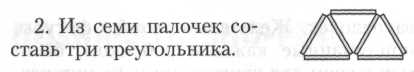 2. Из семи палочек со-
ставь три треугольника.